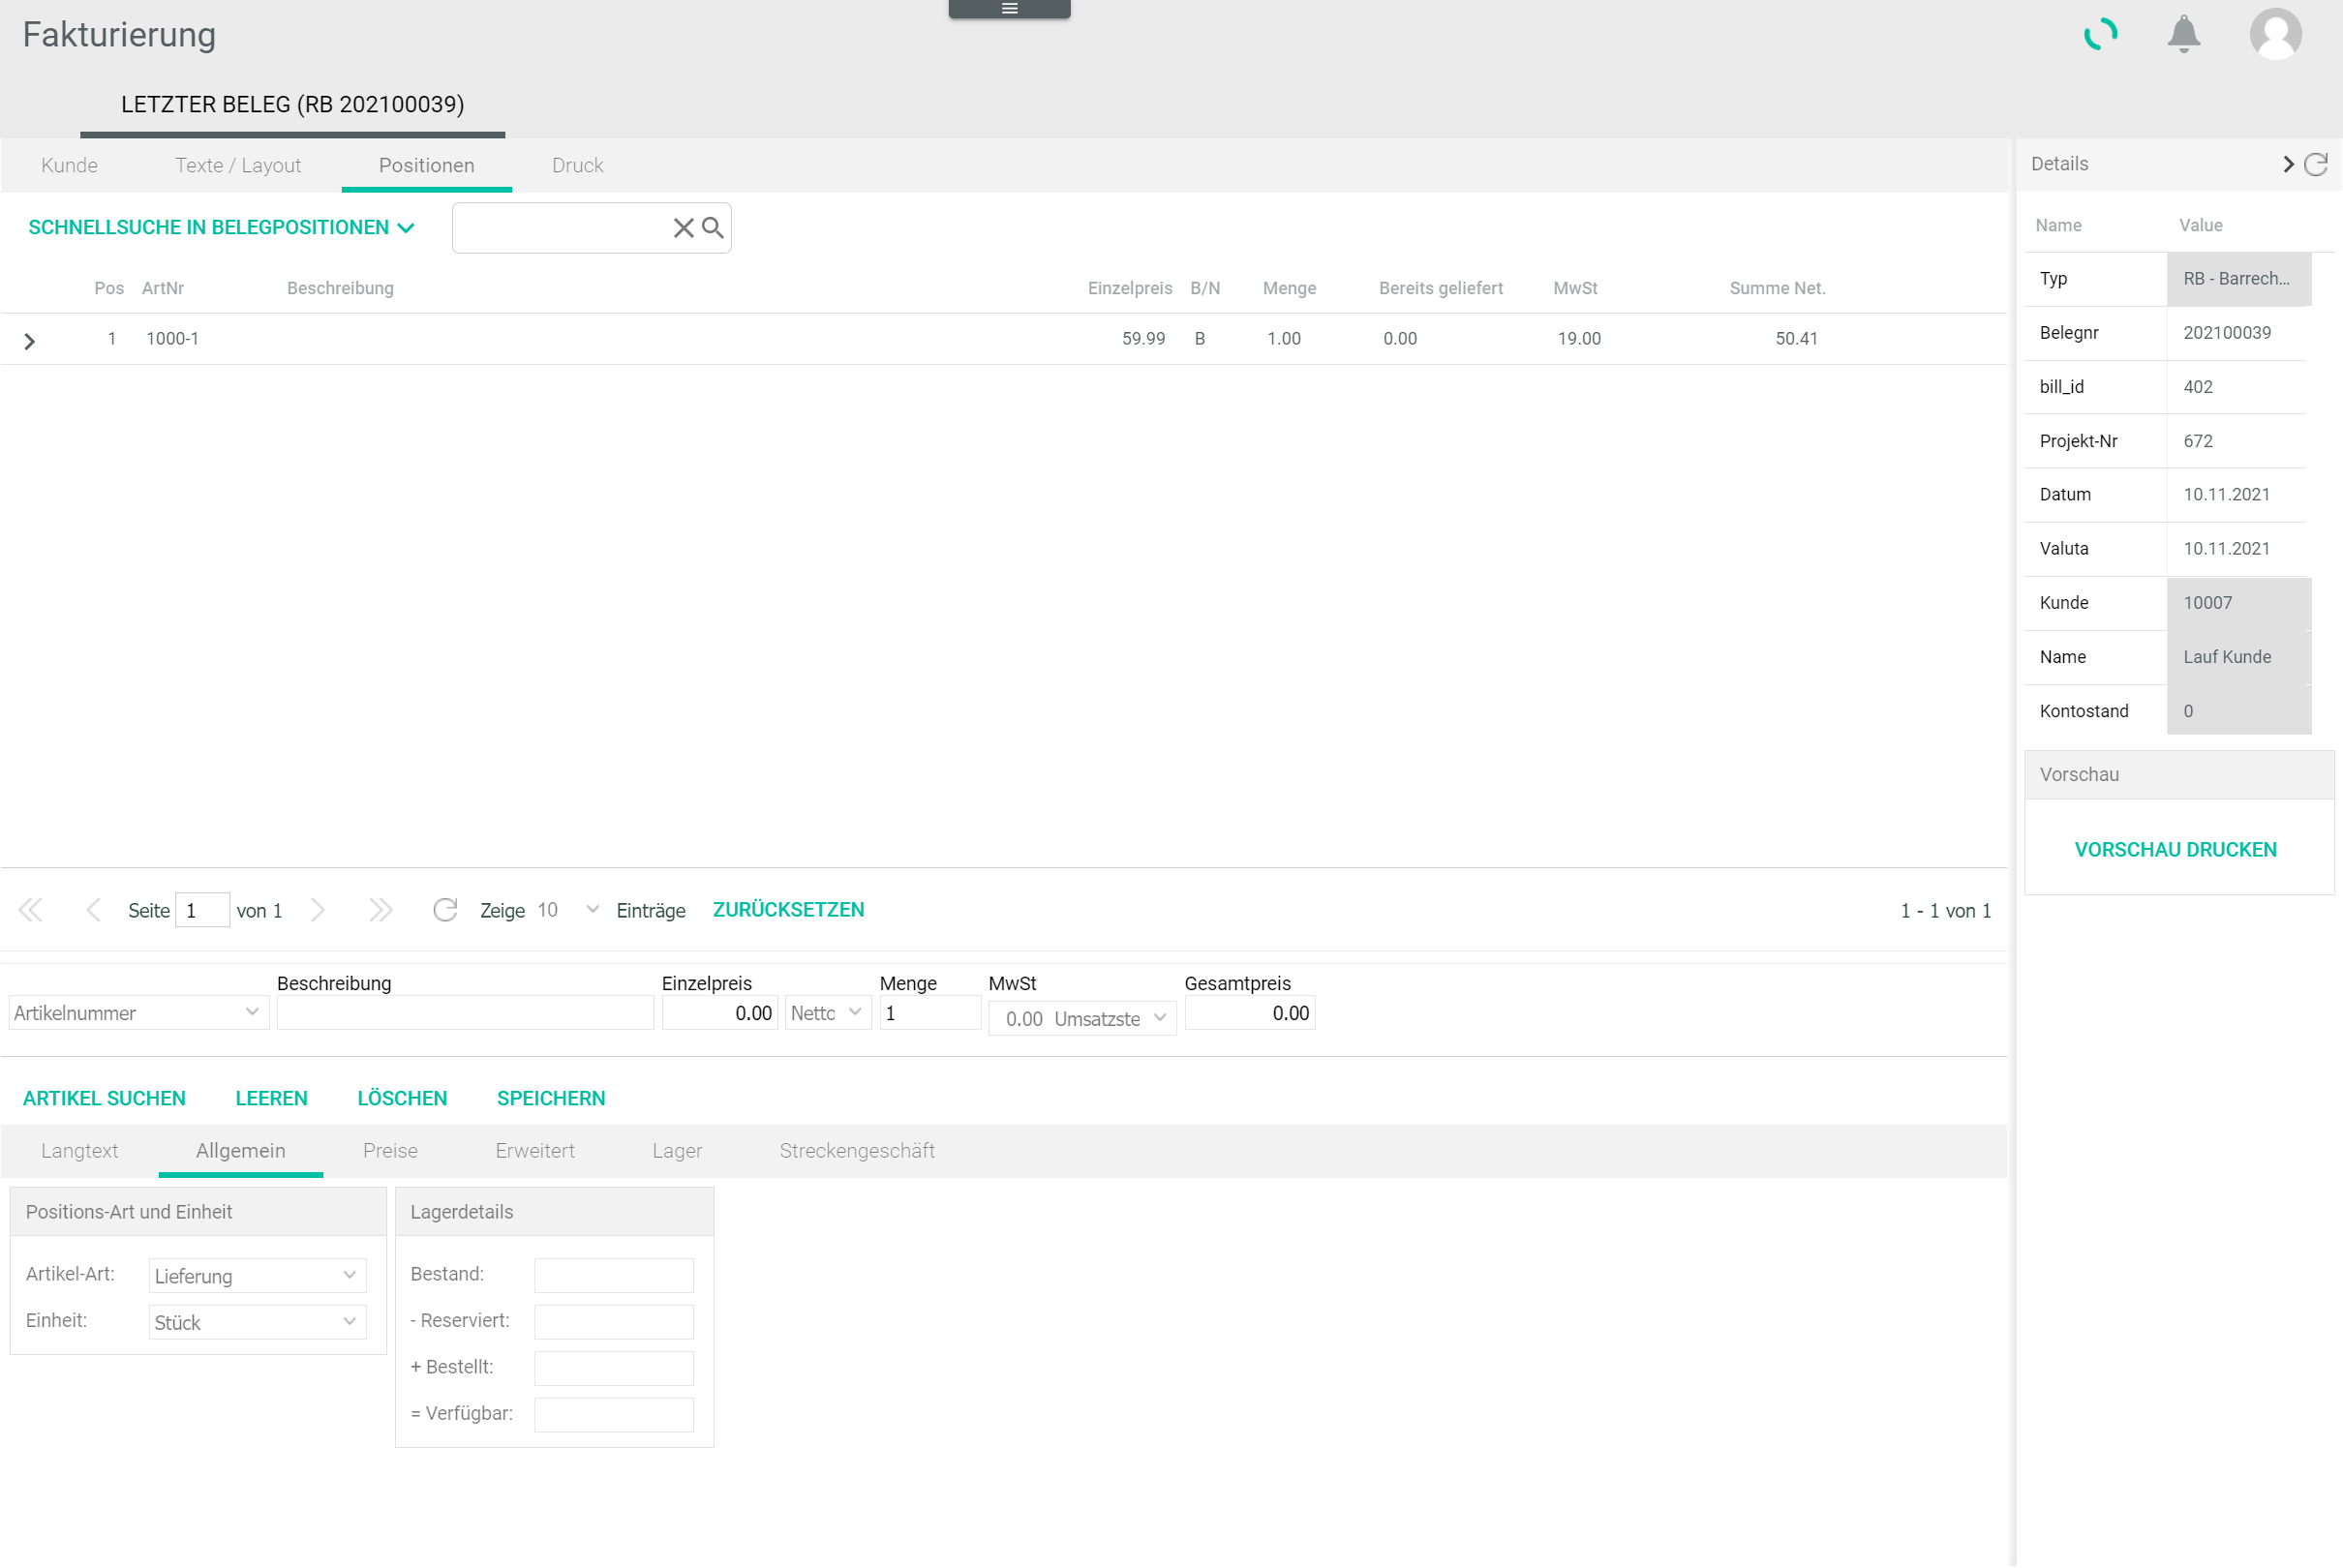 Fakturierung
LETZTER BELEG (RB 202100039)
Kunde Texte / Layout Positionen Druck
SCHNELLSUCHE IN BELEGPOSITIONEN
Pos ArtNr Beschreibung Einzelpreis B/N Menge Bereits geliefert MwSt Summe Net.
1 1000-1 59.99 B 1.00 0.00 19.00 50.41
Seite 1 von 1 Zeige 10 Einträge ZURÜCKSETZEN 1 - 1 von 1
Beschreibung Einzelpreis Menge MwSt Gesamtpreis
Artikelnummer 0.00 Netto 1 0.00 Umsatzste 0.00
ARTIKEL SUCHEN LEEREN LÖSCHEN SPEICHERN
Langtext Allgemein Preise Erweitert Lager Streckengeschäft
Positions-Art und Einheit
Artikel-Art: Lieferung
Einheit: Stück
Lagerdetails
Bestand:
- Reserviert:
+ Bestellt:
= Verfügbar:
Details
Name Value
Typ RB - Barrech...
Belegnr 202100039
bill_id 402
Projekt-Nr 672
Datum 10.11.2021
Valuta 10.11.2021
Kunde 10007
Name Lauf Kunde
Kontostand 0
Vorschau
VORSCHAU DRUCKEN